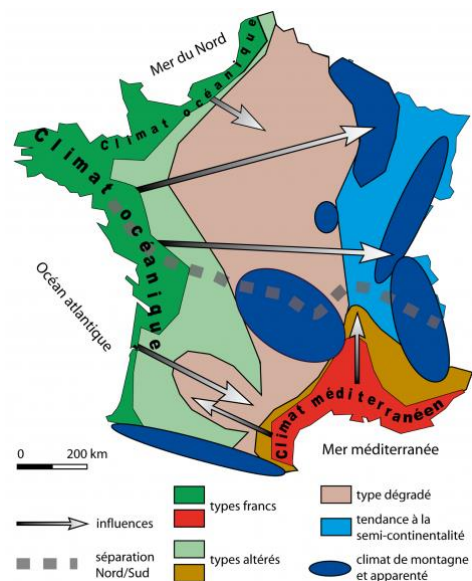 Mer du Nord
Climat océanique
Climat océanique
Océan atlantique
Climat méditerranéen
Mer méditerranée
0 200 km
influences
séparation
Nord/Sud
types francs
types altérés
type dégradé
tendance à la
semi-continentalité
climat de montagne
et apparenté